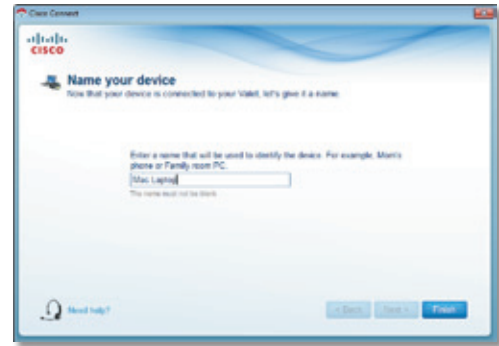 Cisco Connect
CISCO
Name your device
Now that your device is connected to your Valet, let's give it a name.
Enter a name that will be used to identify the device. For example, Mom's
phone or Family room PC.
Mac Laptop
This name must not be blank
Need help?
< Back
Next >
Finish